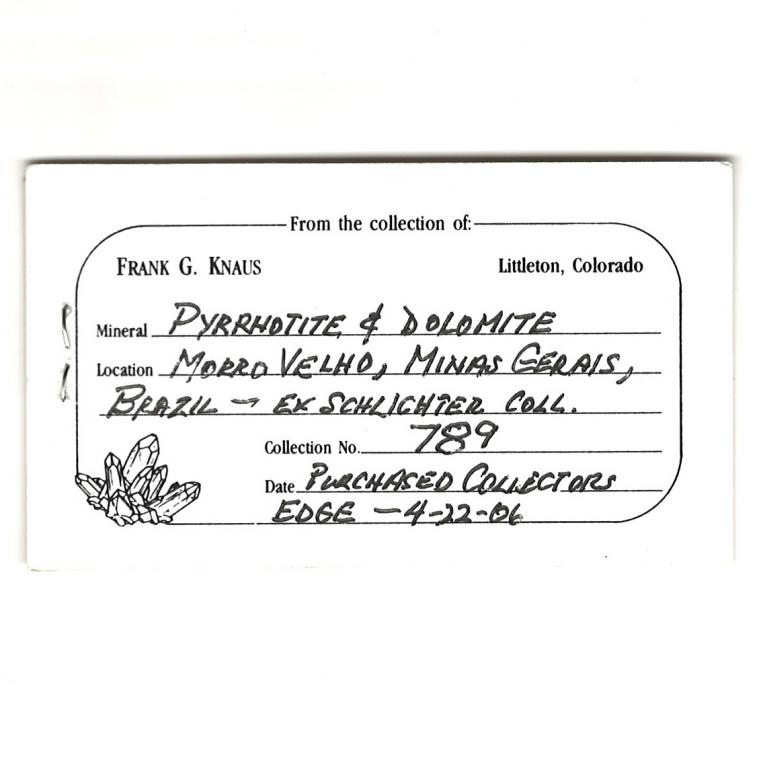 From the collection of:
FRANK G. KNAUS Littleton, Colorado
Mineral PYRRHOTITE & DOLOMITE
Location MORRO VELHO, MINAS GERAIS,
BRAZIL - EX SCHLICHTER COLL.
Collection No. 789
Date PURCHASED COLLECTORS
EDGE - 4-22-06